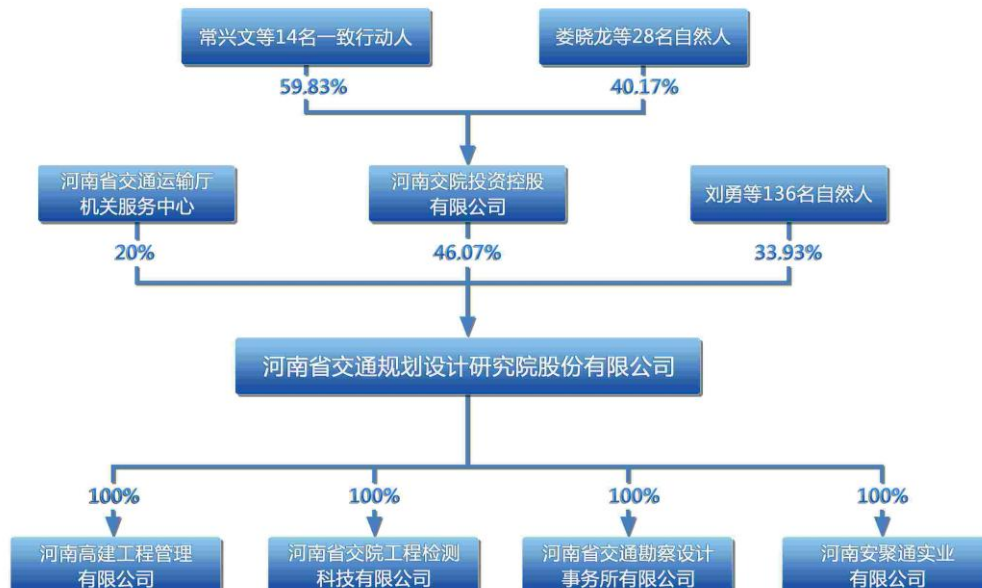 常兴文等14名一致行动人
娄晓龙等28名自然人
59.83%
40.17%
河南省交通运输厅
机关服务中心
河南交院投资控股
有限公司
刘勇等136名自然人
20%
46.07%
33.93%
河南省交通规划设计研究院股份有限公司
100%
100%
100%
100%
河南高建工程管理
有限公司
河南省交院工程检测
科技有限公司
河南省交通勘察设计
事务所有限公司
河南安聚通实业
有限公司